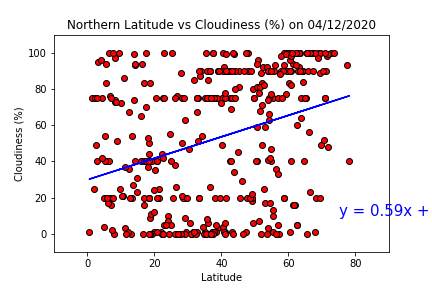 Northern Latitude vs Cloudiness (%) on 04/12/2020
100
80
60
40
20
0
Cloudiness (%)
y = 0.59x +
0 20 40 60 80
Latitude